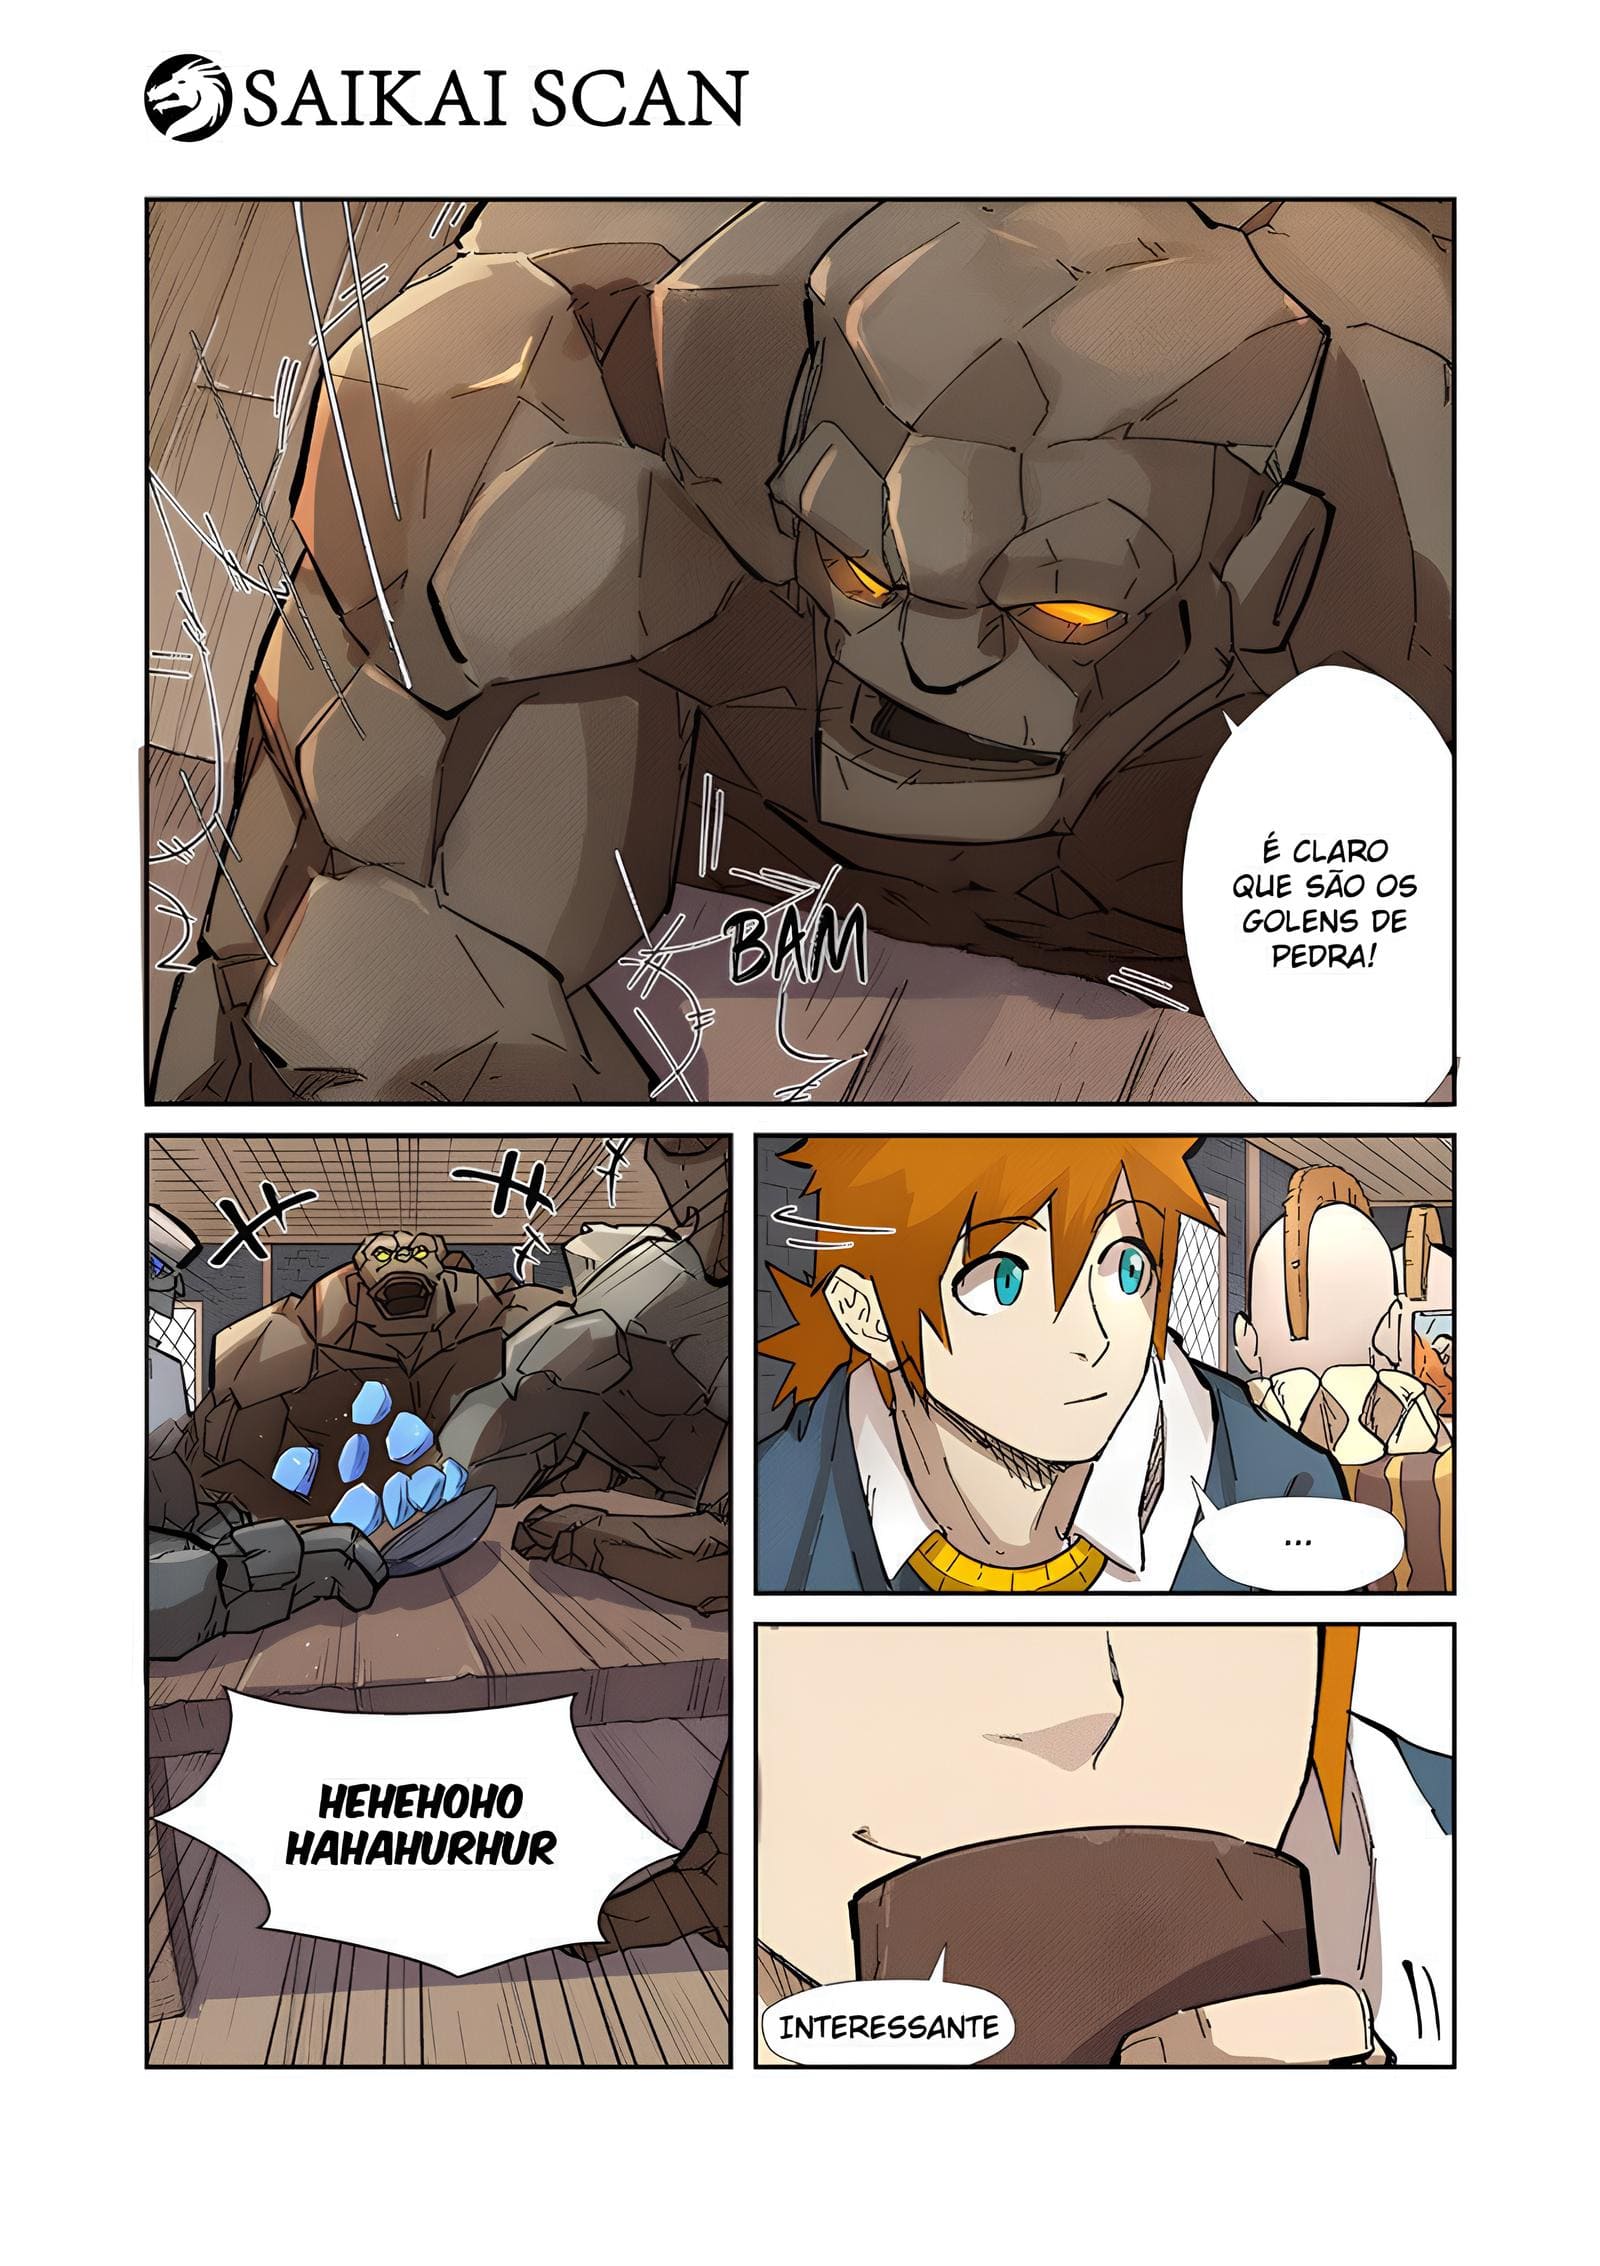 SAIKAI SCAN
É CLARO
QUE SÃO OS
GOLENS DE
PEDRA!
BAM
HEHEHOHO
HAHAHURHUR
...
INTERESSANTE